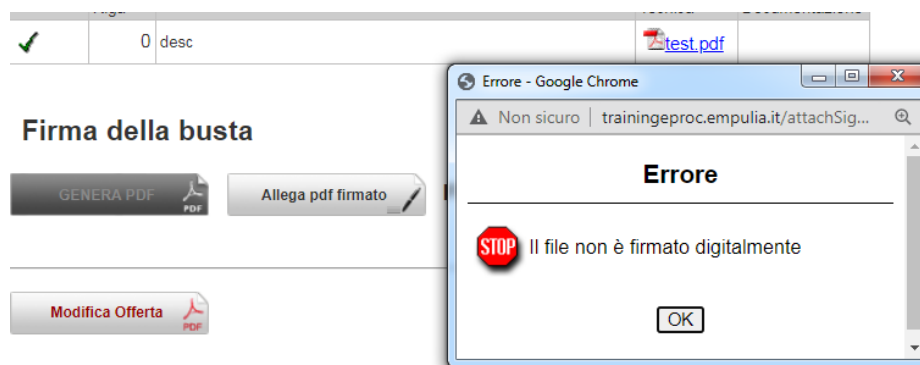 0 desc
test.pdf
Errore - Google Chrome
Non sicuro | trainingeproc.empulia.it/attachSig...
Firma della busta
Errore
GENERA PDF
PDF
Allega pdf firmato
STOP Il file non è firmato digitalmente
Modifica Offerta
PDF
OK